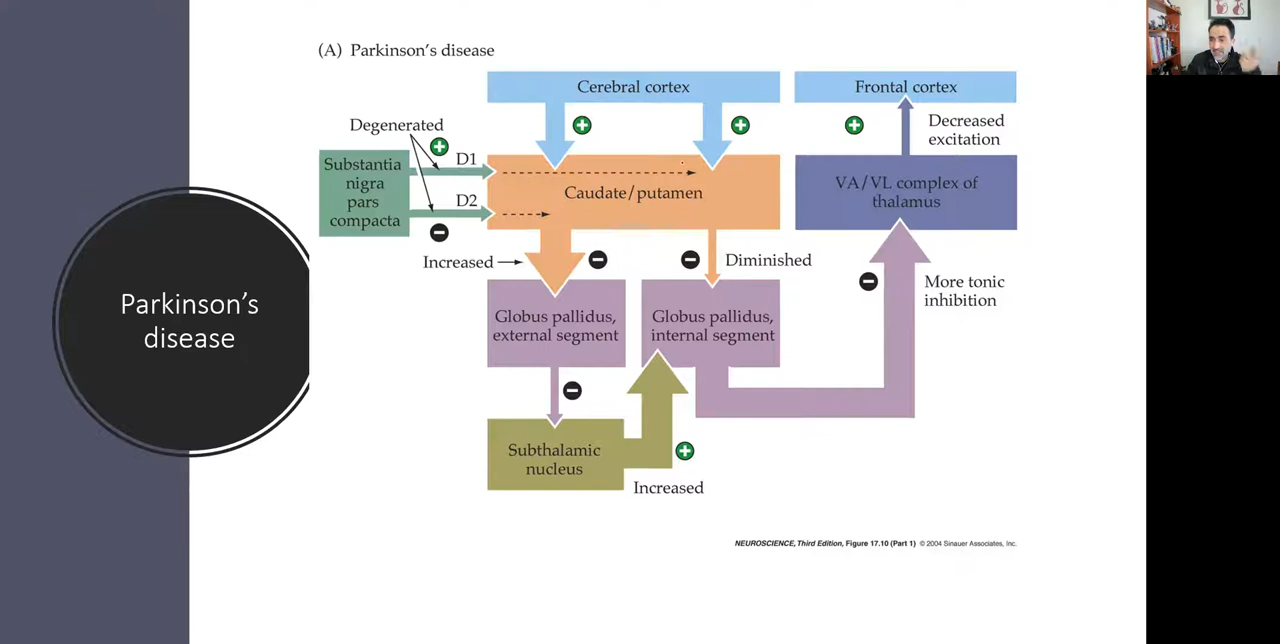 Parkinson's
disease
(A) Parkinson's disease
Cerebral cortex
Frontal cortex
Degenerated
Decreased
excitation
Substantia
nigra
pars
compacta
D1
D2
Caudate/putamen
VA/VL complex of
thalamus
Increased
Diminished
More tonic
inhibition
Globus pallidus,
external segment
Globus pallidus,
internal segment
Subthalamic
nucleus
Increased
NEUROSCIENCE, Third Edition, Figure 17.10 (Part 1) © 2004 Sinauer Associates, Inc.